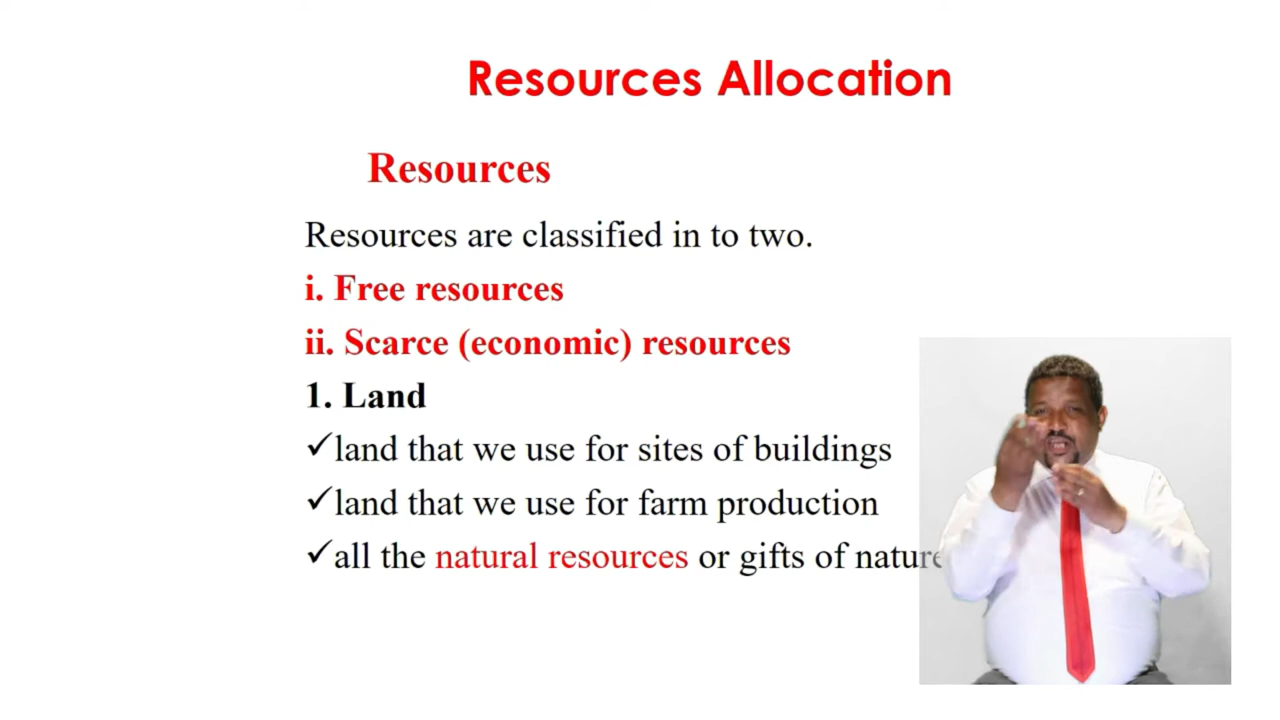 Resources Allocation
Resources
Resources are classified in to two.
i. Free resources
ii. Scarce (economic) resources
1. Land
✓land that we use for sites of buildings
✓land that we use for farm production
✓all the natural resources or gifts of nature